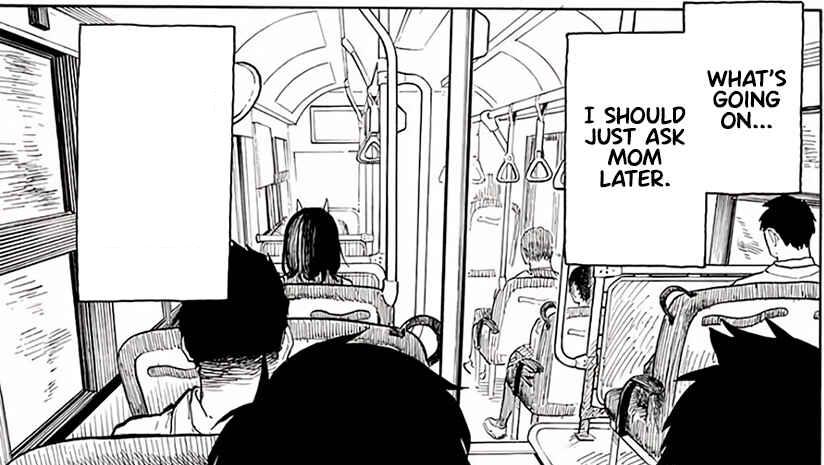 WHAT'S
GOING
ON...
I SHOULD
JUST ASK
MOM
LATER.